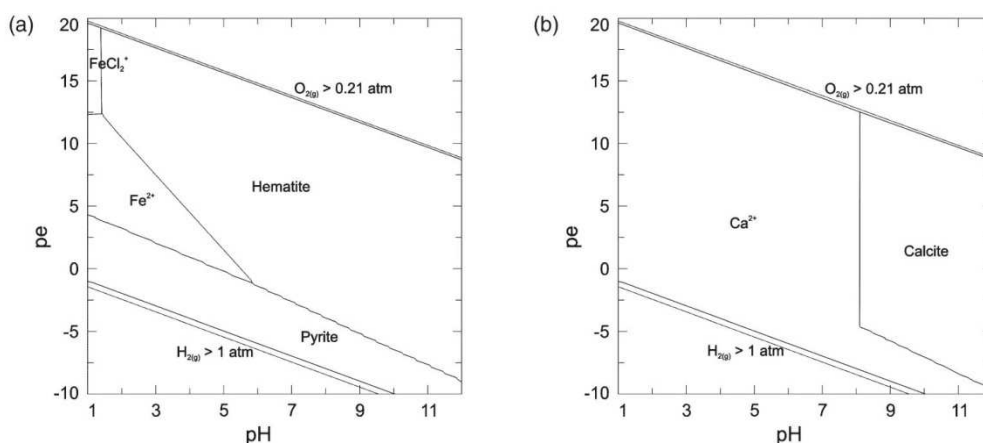 (a)
20
15
10
5
0
-5
-10
pe
FeCl₂⁺
O₂₍g₎ > 0.21 atm
Hematite
Fe²⁺
Pyrite
H₂₍g₎ > 1 atm
1 3 5 7 9 11
pH
(b)
20
15
10
5
0
-5
-10
pe
O₂₍g₎ > 0.21 atm
Ca²⁺
Calcite
H₂₍g₎ > 1 atm
1 3 5 7 9 11
pH